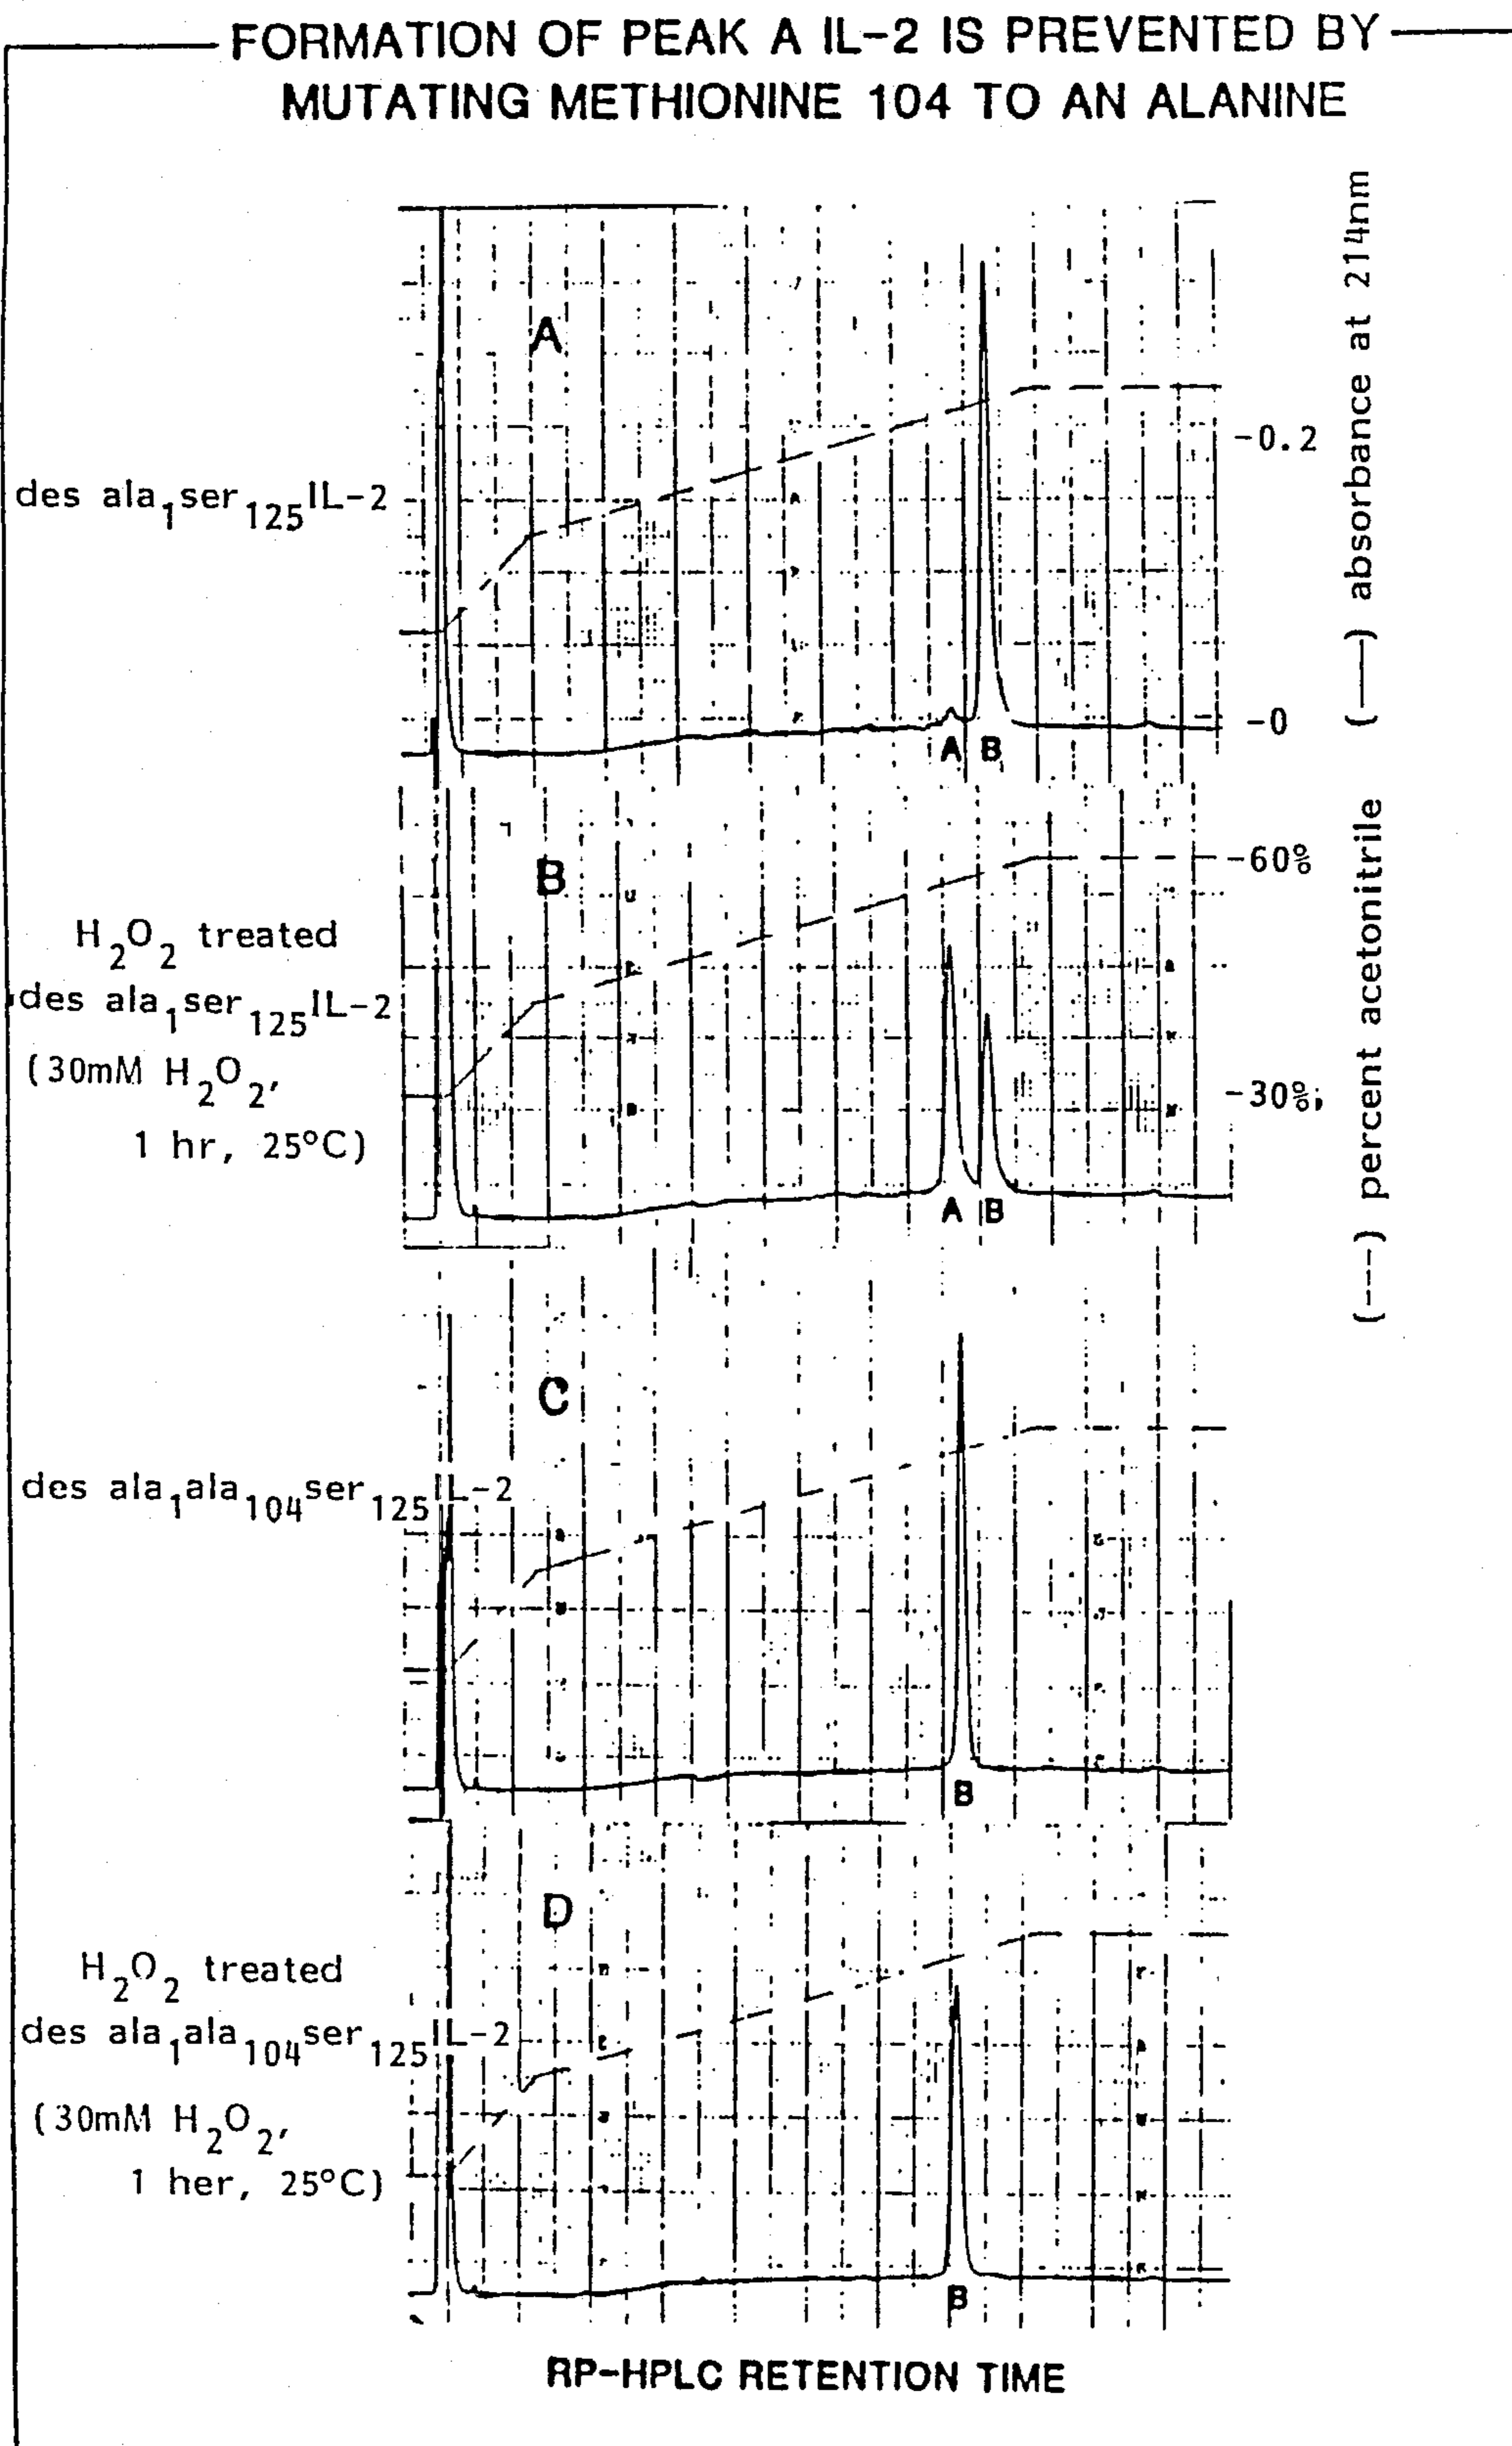 FORMATION OF PEAK A IL-2 IS PREVENTED BY
MUTATING METHIONINE 104 TO AN ALANINE
A
des ala₁ser₁₂₅IL-2
-0.2
-0
A B
(—) absorbance at 214nm
B
H₂O₂ treated
des ala₁ser₁₂₅IL-2
(30mM H₂O₂,
1 hr, 25°C)
-60%
-30%;
A B
(---) percent acetonitrile
C
des ala₁ala₁₀₄ser₁₂₅IL-2
B
D
H₂O₂ treated
des ala₁ala₁₀₄ser₁₂₅IL-2
(30mM H₂O₂,
1 her, 25°C)
B
RP-HPLC RETENTION TIME